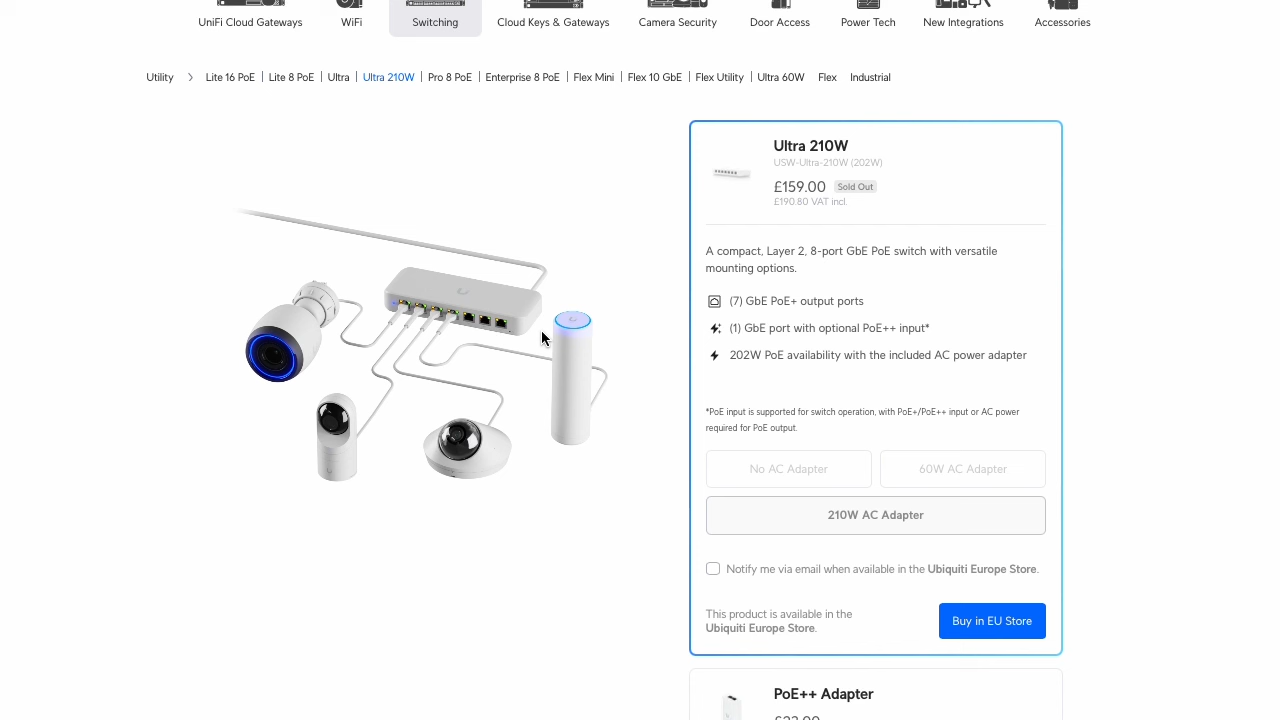 UniFi Cloud Gateways WiFi Switching Cloud Keys & Gateways Camera Security Door Access Power Tech New Integrations Accessories
Utility Lite 16 PoE Lite 8 PoE Ultra Ultra 210W Pro 8 PoE Enterprise 8 PoE Flex Mini Flex 10 GbE Flex Utility Ultra 60W Flex Industrial
Ultra 210W
USW-Ultra-210W (202W)
£159.00 Sold Out
£190.80 VAT incl.
A compact, Layer 2, 8-port GbE PoE switch with versatile
mounting options.
(7) GbE PoE+ output ports
(1) GbE port with optional PoE++ input*
202W PoE availability with the included AC power adapter
*PoE input is supported for switch operation, with PoE+/PoE++ input or AC power
required for PoE output.
No AC Adapter 60W AC Adapter
210W AC Adapter
Notify me via email when available in the Ubiquiti Europe Store.
This product is available in the
Ubiquiti Europe Store.
Buy in EU Store
PoE++ Adapter